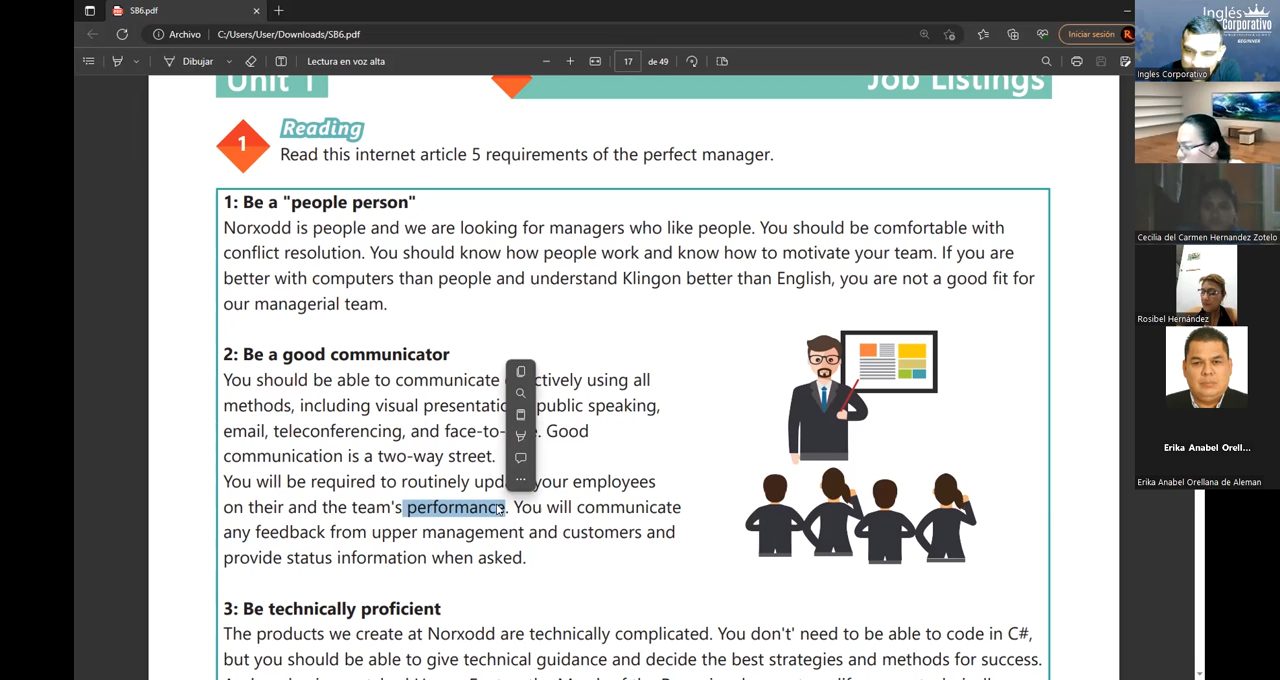 SB6.pdf
Archivo C:/Users/User/Downloads/SB6.pdf
Iniciar sesión R
Dibujar Lectura en voz alta 17 de 49
Unit 1 Job Listings
1 Reading
Read this internet article 5 requirements of the perfect manager.
1: Be a "people person"
Norxodd is people and we are looking for managers who like people. You should be comfortable with
conflict resolution. You should know how people work and know how to motivate your team. If you are
better with computers than people and understand Klingon better than English, you are not a good fit for
our managerial team.
2: Be a good communicator
You should be able to communicate ctively using all
methods, including visual presentatio public speaking,
email, teleconferencing, and face-to- e. Good
communication is a two-way street.
You will be required to routinely upd your employees
on their and the team's performance. You will communicate
any feedback from upper management and customers and
provide status information when asked.
3: Be technically proficient
The products we create at Norxodd are technically complicated. You don't' need to be able to code in C#,
but you should be able to give technical guidance and decide the best strategies and methods for success.
Inglés
Corporativo
BEGINNER
Inglés Corporativo
Cecilia del Carmen Hernandez Zotelo
Rosibel Hernández
Erika Anabel Orell...
Erika Anabel Orellana de Aleman